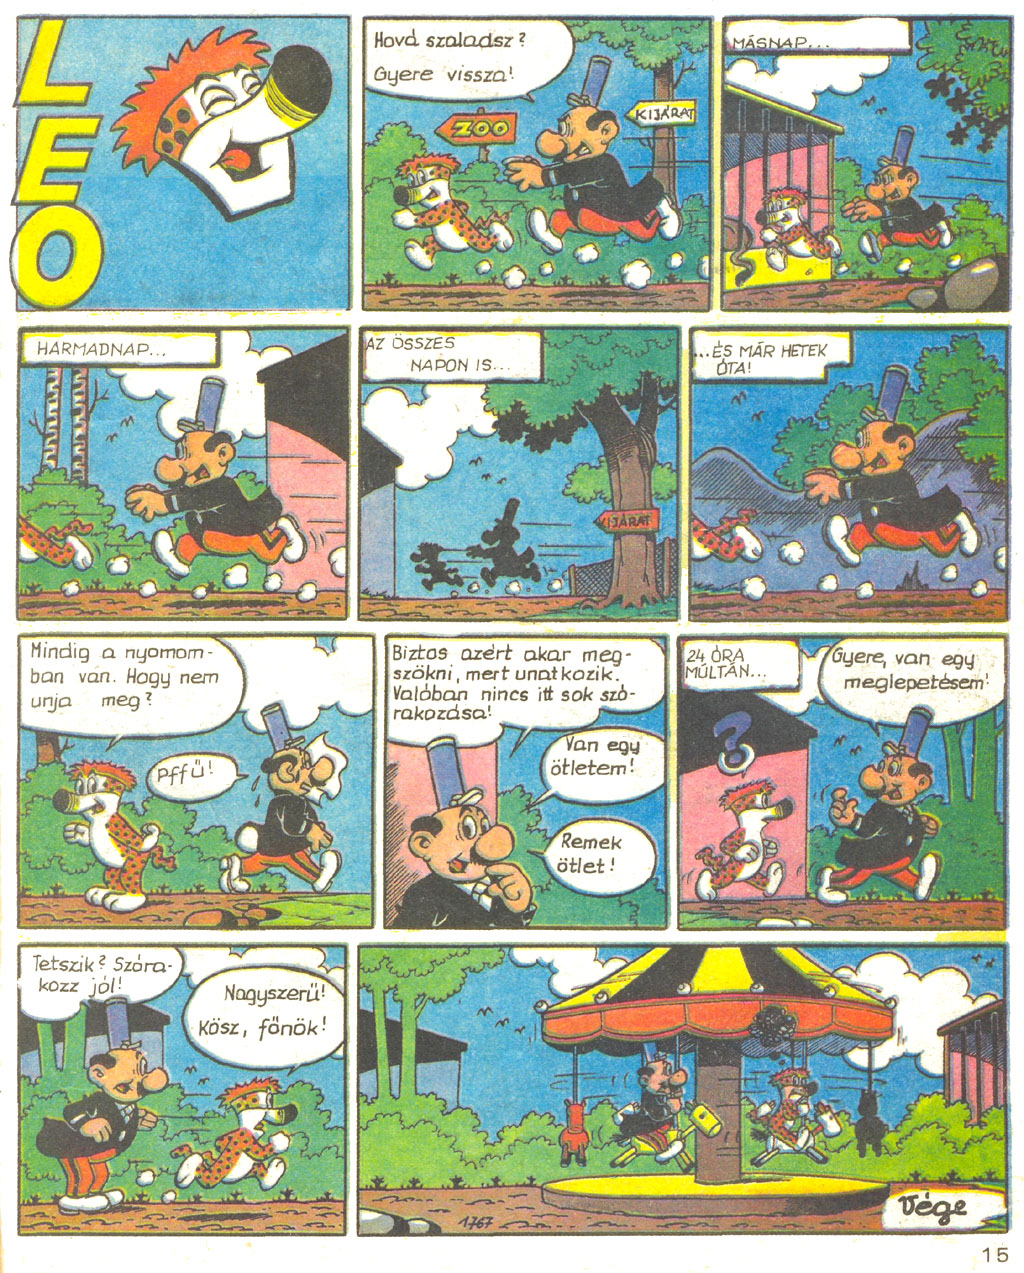 LEO
Hová szaladsz?
Gyere vissza!
ZOO
KIJÁRAT
MÁSNAP...
HARMADNAP...
AZ ÖSSZES
NAPON IS...
KIJÁRAT
...ÉS MÁR HETEK
ÓTA!
Mindig a nyomom-
ban van. Hogy nem
unja meg?
Pffű!
Biztos azért akar meg-
szökni, mert unatkozik.
Valóban nincs itt sok szó-
rakozása!
Van egy
ötletem!
Remek
ötlet!
24 ÓRA
MÚLTÁN...
Gyere, van egy
meglepetésem!
?
Tetszik? Szóra-
kozz jól!
Nagyszerű!
Kösz, főnök!
1767
Vége
15